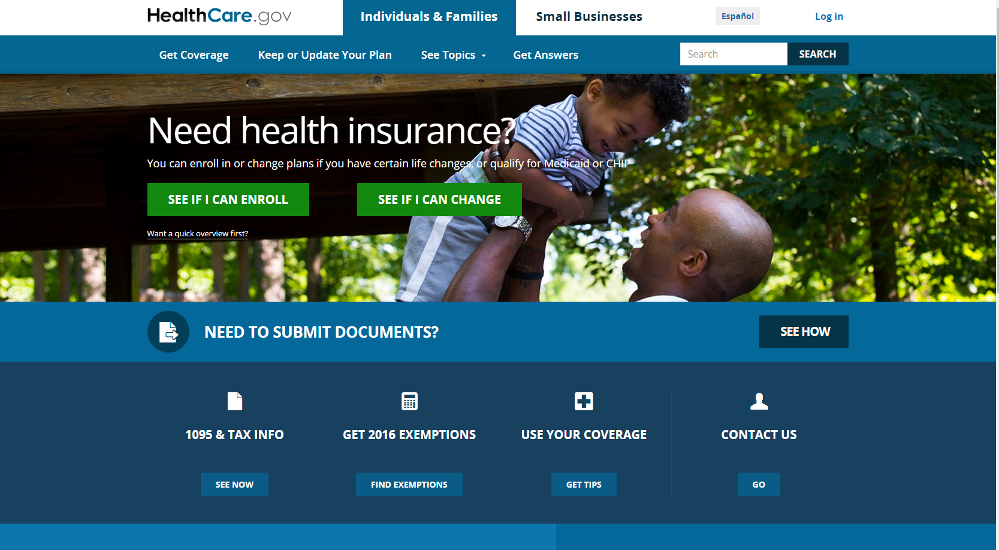 HealthCare.gov
Individuals & Families
Small Businesses
Español
Log in
Get Coverage
Keep or Update Your Plan
See Topics
Get Answers
Search
SEARCH
Need health insurance?
You can enroll in or change plans if you have certain life changes, or qualify for Medicaid or CHIP
SEE IF I CAN ENROLL
SEE IF I CAN CHANGE
Want a quick overview first?
NEED TO SUBMIT DOCUMENTS?
SEE HOW
1095 & TAX INFO
GET 2016 EXEMPTIONS
USE YOUR COVERAGE
CONTACT US
SEE NOW
FIND EXEMPTIONS
GET TIPS
GO